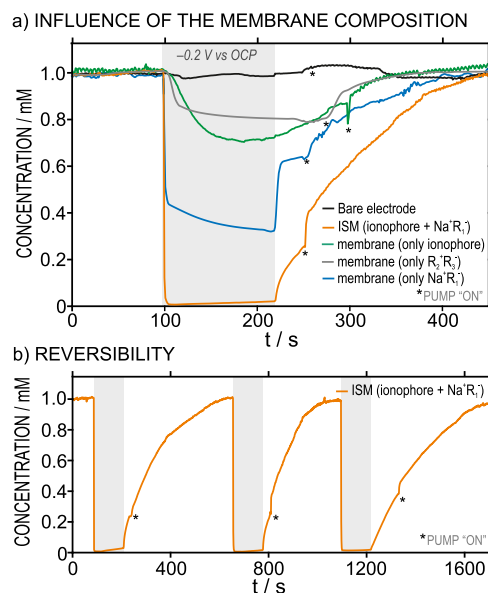 a) INFLUENCE OF THE MEMBRANE COMPOSITION
–0.2 V vs OCP
1.0
0.8
0.6
0.4
0.2
0
CONCENTRATION / mM
Bare electrode
ISM (ionophore + Na⁺R₁⁻)
membrane (only ionophore)
membrane (only R₂⁺R₃⁻)
membrane (only Na⁺R₁⁻)
*PUMP “ON”
* * * * *
0 100 200 300 400
t / s
b) REVERSIBILITY
1.0
0.8
0.6
0.4
0.2
0
CONCENTRATION / mM
ISM (ionophore + Na⁺R₁⁻)
* * *
*PUMP “ON”
0 400 800 1200 1600
t / s